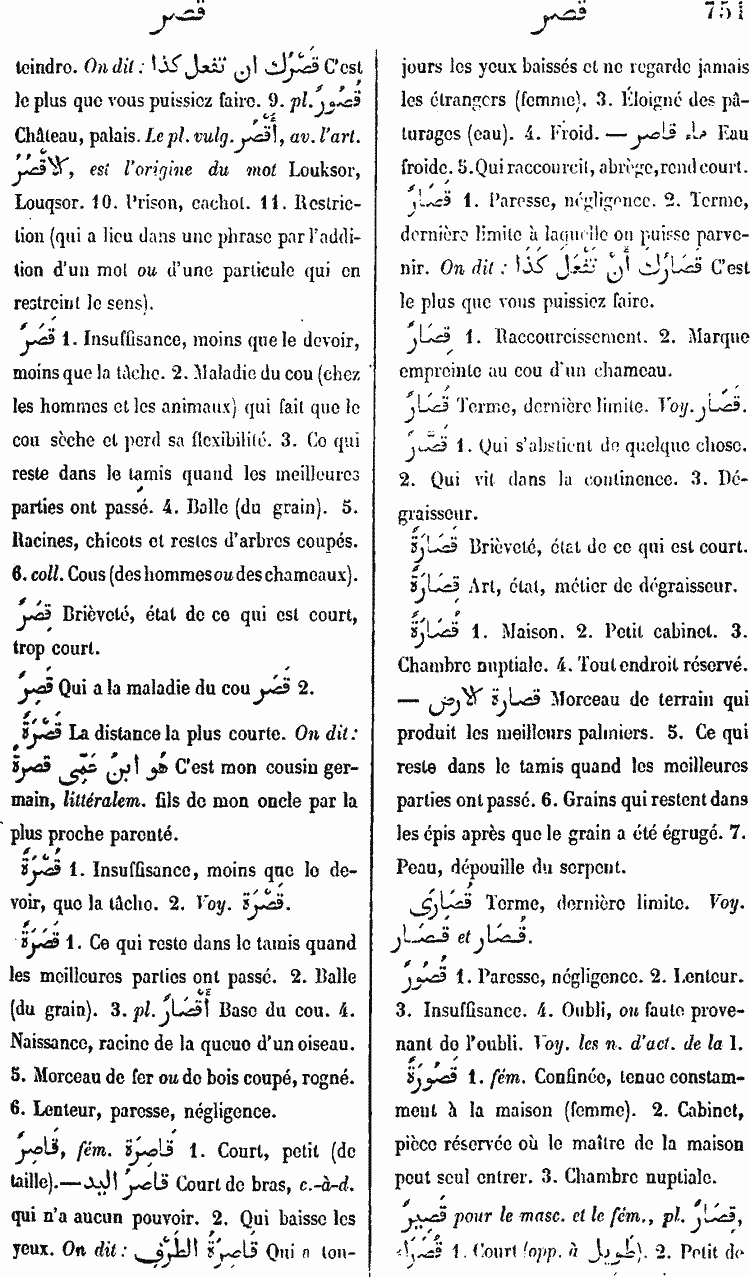 قصر
قصر
751
teindre. On dit : قَصْرُكَ ان تفعل كذا C'est
le plus que vous puissiez faire. 9. pl. قُصُورٌ
Château, palais. Le pl. vulg. أَقْصُرٌ, av. l'art.
الاقصُرُ, est l'origine du mot Louksor,
Louqsor. 10. Prison, cachot. 11. Restric-
tion (qui a lieu dans une phrase par l'addi-
tion d'un mot ou d'une particule qui en
restreint le sens).
قَصَرٌ 1. Insuffisance, moins que le devoir,
moins que la tâche. 2. Maladie du cou (chez
les hommes et les animaux) qui fait que le
cou sèche et perd sa flexibilité. 3. Ce qui
reste dans le tamis quand les meilleures
parties ont passé. 4. Balle (du grain). 5.
Racines, chicots et restes d'arbres coupés.
6. coll. Cous (des hommes ou des chameaux).
قِصَرٌ Brièveté, état de ce qui est court,
trop court.
قَصِرٌ Qui a la maladie du cou قَصَر 2.
قُصْرَةٌ La distance la plus courte. On dit :
هُو ابنُ عَمِّى قصرةً C'est mon cousin ger-
main, littéralem. fils de mon oncle par la
plus proche parenté.
قَصْرَةٌ 1. Insuffisance, moins que le de-
voir, que la tâche. 2. Voy. قُصْرَة.
قَصَرَةٌ 1. Ce qui reste dans le tamis quand
les meilleures parties ont passé. 2. Balle
(du grain). 3. pl. أَقْصَارٌ Base du cou. 4.
Naissance, racine de la queue d'un oiseau.
5. Morceau de fer ou de bois coupé, rogné.
6. Lenteur, paresse, négligence.
قَاصِرٌ, fém. قَاصِرَةٌ 1. Court, petit (de
taille).— قَاصِرُ اليد Court de bras, c.-à-d.
qui n'a aucun pouvoir. 2. Qui baisse les
yeux. On dit : قَاصِرَةُ الطَّرْفِ Qui a tou-
jours les yeux baissés et ne regarde jamais
les étrangers (femme). 3. Éloigné des pâ-
turages (eau). 4. Froid. — ماء قاصر Eau
froide. 5. Qui raccourcit, abrège, rend court.
قَصَارٌ 1. Paresse, négligence. 2. Terme,
dernière limite à laquelle on puisse parve-
nir. On dit : قَصَارُكَ أَنْ تَفْعَلَ كَذَا C'est
le plus que vous puissiez faire.
قِصَارٌ 1. Raccourcissement. 2. Marque
empreinte au cou d'un chameau.
قُصَارٌ Terme, dernière limite. Voy. قَصَار.
قَصَّارٌ 1. Qui s'abstient de quelque chose.
2. Qui vit dans la continence. 3. Dé-
graisseur.
قَصَارَةٌ Brièveté, état de ce qui est court.
قِصَارَةٌ Art, état, métier de dégraisseur.
قُصَارَةٌ 1. Maison. 2. Petit cabinet. 3.
Chambre nuptiale. 4. Tout endroit réservé.
— قصارة الارض Morceau de terrain qui
produit les meilleurs palmiers. 5. Ce qui
reste dans le tamis quand les meilleures
parties ont passé. 6. Grains qui restent dans
les épis après que le grain a été égrugé. 7.
Peau, dépouille du serpent.
قُصَارَى Terme, dernière limite. Voy.
قَصَار et قُصَار.
قُصُورٌ 1. Paresse, négligence. 2. Lenteur.
3. Insuffisance. 4. Oubli, ou faute prove-
nant de l'oubli. Voy. les n. d'act. de la I.
قَصُورَةٌ 1. fém. Confinée, tenue constam-
ment à la maison (femme). 2. Cabinet,
pièce réservée où le maître de la maison
peut seul entrer. 3. Chambre nuptiale.
قَصِيرٌ pour le masc. et le fém., pl. قِصَارٌ,
قُصَرَاء 1. Court (opp. à طويل). 2. Petit de